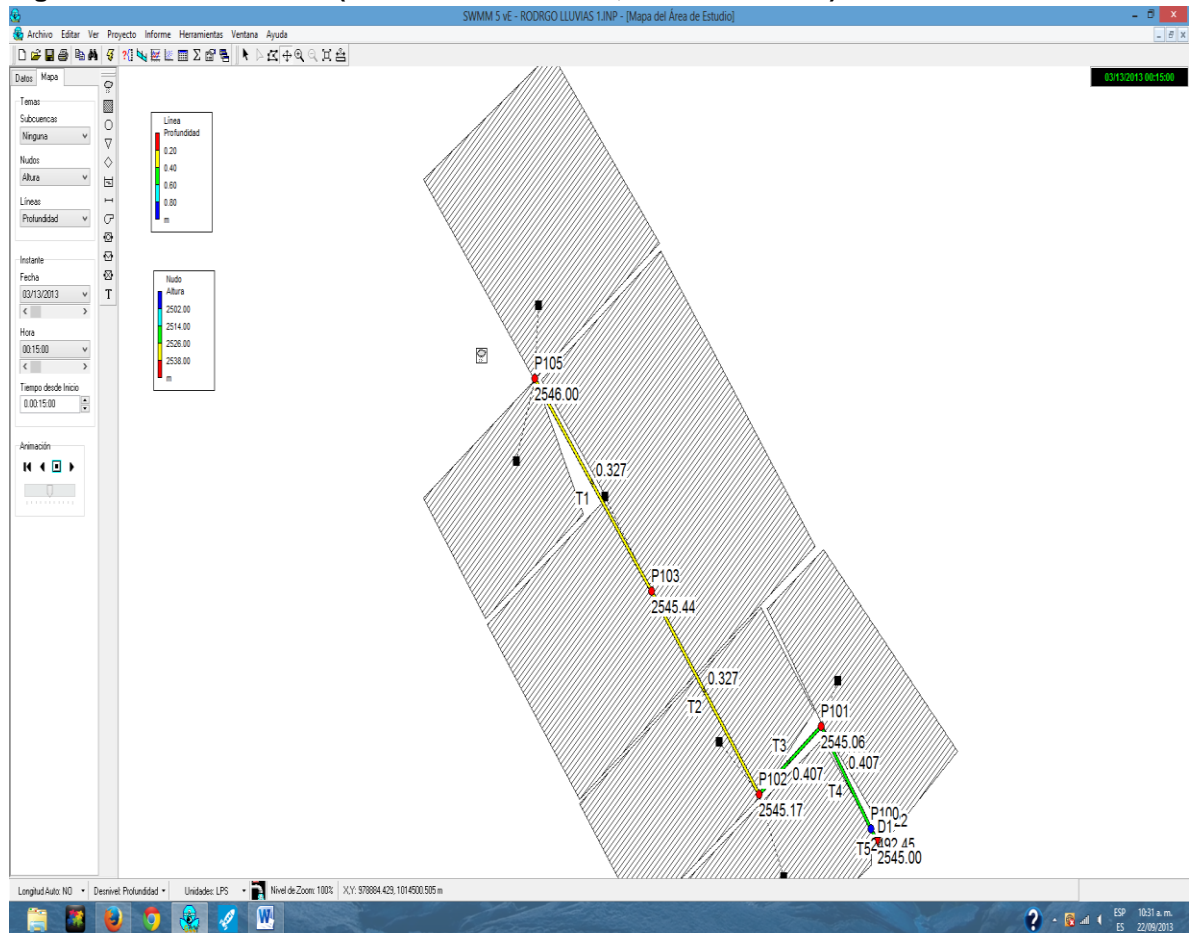 SWMM 5 vE - RODRGO LLUVIAS 1.INP - [Mapa del Área de Estudio]
Archivo Editar Ver Proyecto Informe Herramientas Ventana Ayuda
Datos Mapa
03/13/2013 00:15:00
Temas
Subcuencas
Ninguna
Nudos
Altura
Líneas
Profundidad
Instante
Fecha
03/13/2013
Hora
00:15:00
Tiempo desde Inicio
0.00:15:00
Animación
T
Línea
Profundidad
0.20
0.40
0.60
0.80
m
Nudo
Altura
2502.00
2514.00
2526.00
2538.00
m
P105
2546.00
0.327
T1
P103
2545.44
0.327
T2
P101
2545.06
T3
0.407
P102
0.407
T4
2545.17
P100
D1
T5
2545.00
Longitud Auto: NO Desnivel: Profundidad Unidades: LPS Nivel de Zoom: 100% X,Y: 978884.429, 1014500.505 m
ESP 10:31 a. m.
ES 22/09/2013